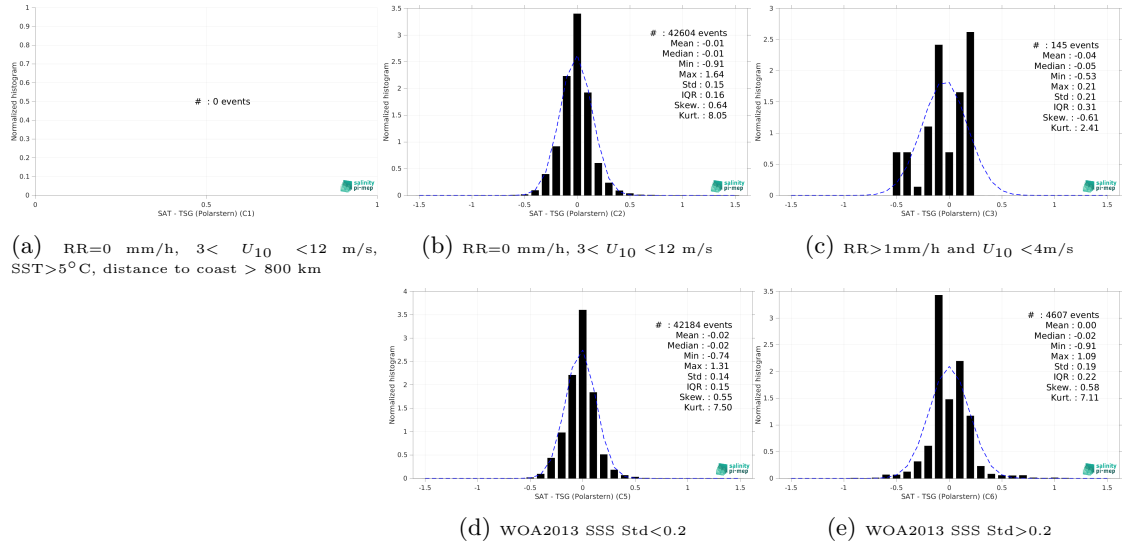 1
0.9
0.8
0.7
0.6
0.5
0.4
0.3
0.2
0.1
0
Normalized histogram
# : 0 events
salinity
pi-mep
0 0.5 1
SAT - TSG (Polarstern) (C1)
(a) RR=0 mm/h, 3< U10 <12 m/s,
SST>5°C, distance to coast > 800 km
3.5
3
2.5
2
1.5
1
0.5
0
Normalized histogram
# : 42604 events
Mean : -0.01
Median : -0.01
Min : -0.91
Max : 1.64
Std : 0.15
IQR : 0.16
Skew. : 0.64
Kurt. : 8.05
salinity
pi-mep
-1.5 -1 -0.5 0 0.5 1 1.5
SAT - TSG (Polarstern) (C2)
(b) RR=0 mm/h, 3< U10 <12 m/s
3
2.5
2
1.5
1
0.5
0
Normalized histogram
# : 145 events
Mean : -0.04
Median : -0.05
Min : -0.53
Max : 0.21
Std : 0.21
IQR : 0.31
Skew. : -0.61
Kurt. : 2.41
salinity
pi-mep
-1.5 -1 -0.5 0 0.5 1 1.5
SAT - TSG (Polarstern) (C3)
(c) RR>1mm/h and U10 <4m/s
4
3.5
3
2.5
2
1.5
1
0.5
0
Normalized histogram
# : 42184 events
Mean : -0.02
Median : -0.02
Min : -0.74
Max : 1.31
Std : 0.14
IQR : 0.15
Skew. : 0.55
Kurt. : 7.50
salinity
pi-mep
-1.5 -1 -0.5 0 0.5 1 1.5
SAT - TSG (Polarstern) (C5)
(d) WOA2013 SSS Std<0.2
3.5
3
2.5
2
1.5
1
0.5
0
Normalized histogram
# : 4607 events
Mean : 0.00
Median : -0.02
Min : -0.91
Max : 1.09
Std : 0.19
IQR : 0.22
Skew. : 0.58
Kurt. : 7.11
salinity
pi-mep
-1.5 -1 -0.5 0 0.5 1 1.5
SAT - TSG (Polarstern) (C6)
(e) WOA2013 SSS Std>0.2